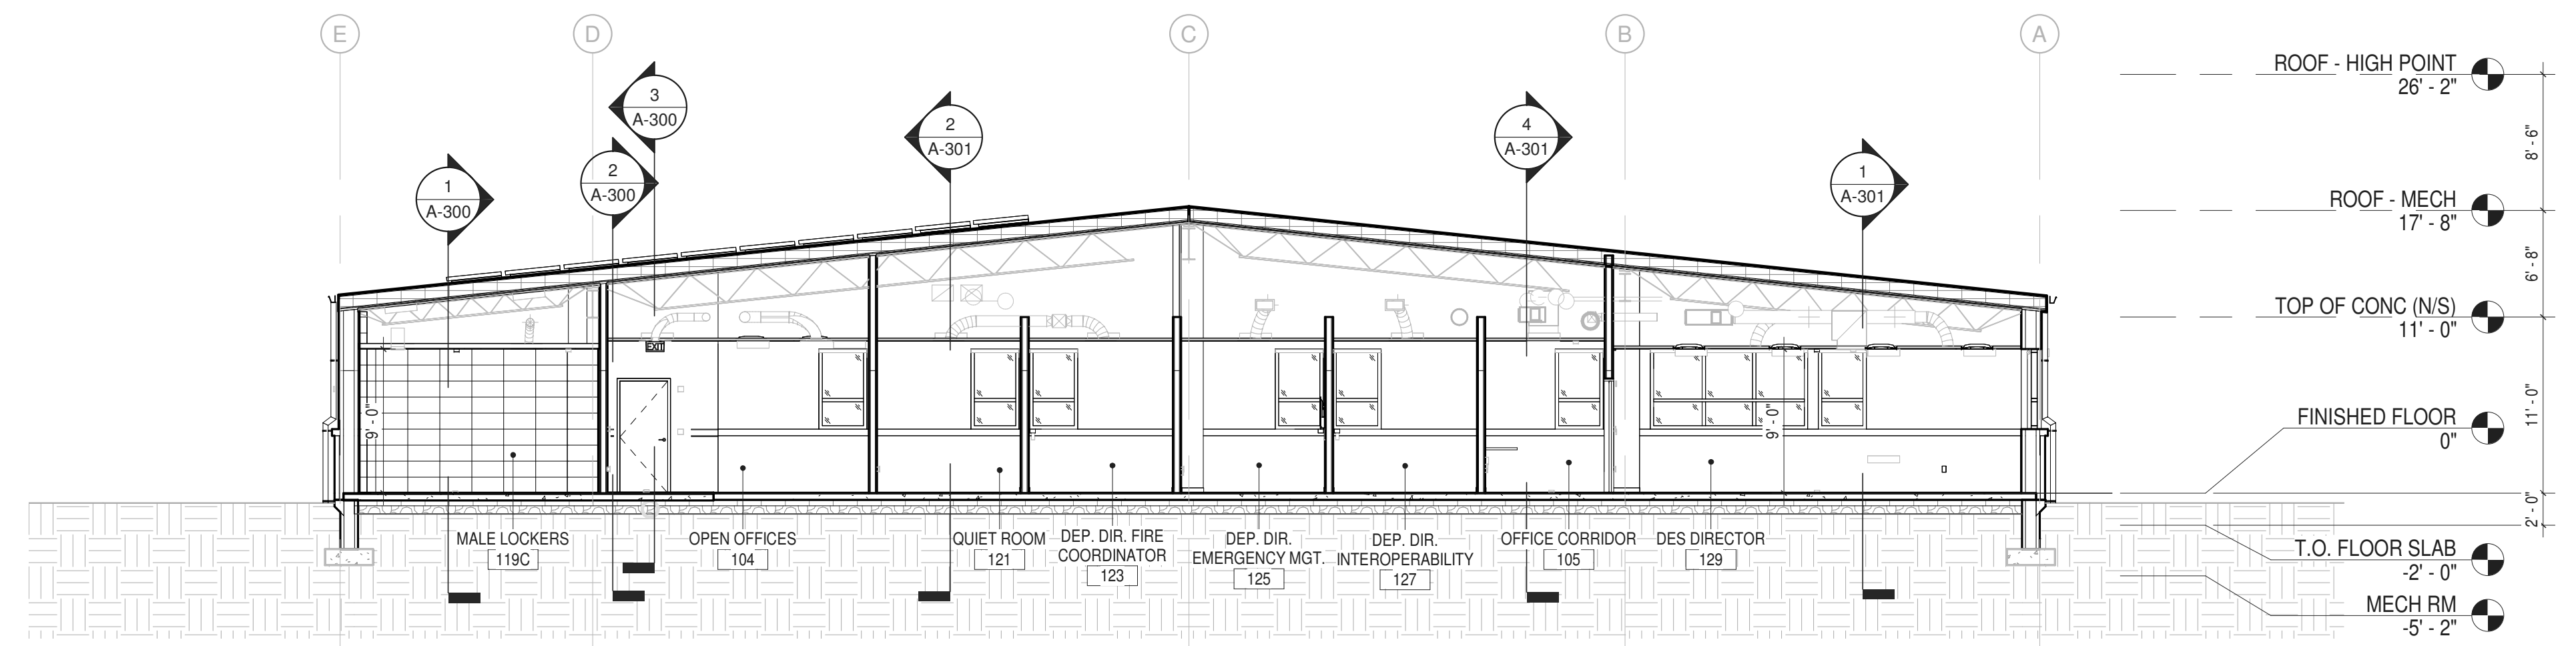 E
D
C
B
A
ROOF - HIGH POINT
26' - 2"
3
A-300
2
A-301
4
A-301
8' - 6"
2
A-300
1
A-300
1
A-301
ROOF - MECH
17' - 8"
6' - 8"
TOP OF CONC (N/S)
11' - 0"
EXIT
9' - 0"
9' - 0"
11' - 0"
FINISHED FLOOR
0"
2' - 0"
MALE LOCKERS
119C
OPEN OFFICES
104
QUIET ROOM
121
DEP. DIR. FIRE
COORDINATOR
123
DEP. DIR.
EMERGENCY MGT.
125
DEP. DIR.
INTEROPERABILITY
127
OFFICE CORRIDOR
105
DES DIRECTOR
129
T.O. FLOOR SLAB
-2' - 0"
MECH RM
-5' - 2"